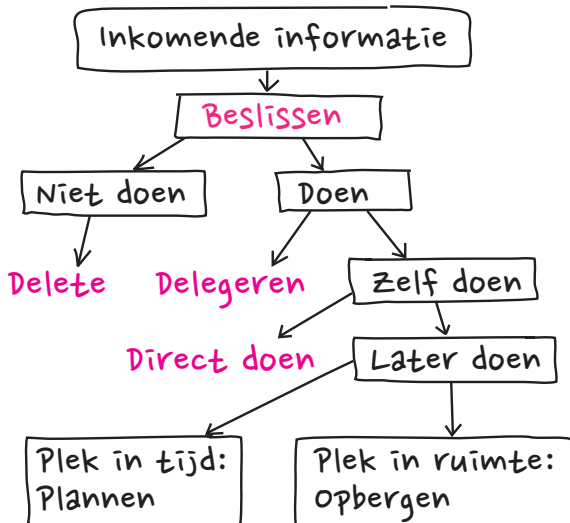 Inkomende informatie
Beslissen
Niet doen
Doen
Delete
Delegeren
Zelf doen
Direct doen
Later doen
Plek in tijd:
Plannen
Plek in ruimte:
opbergen